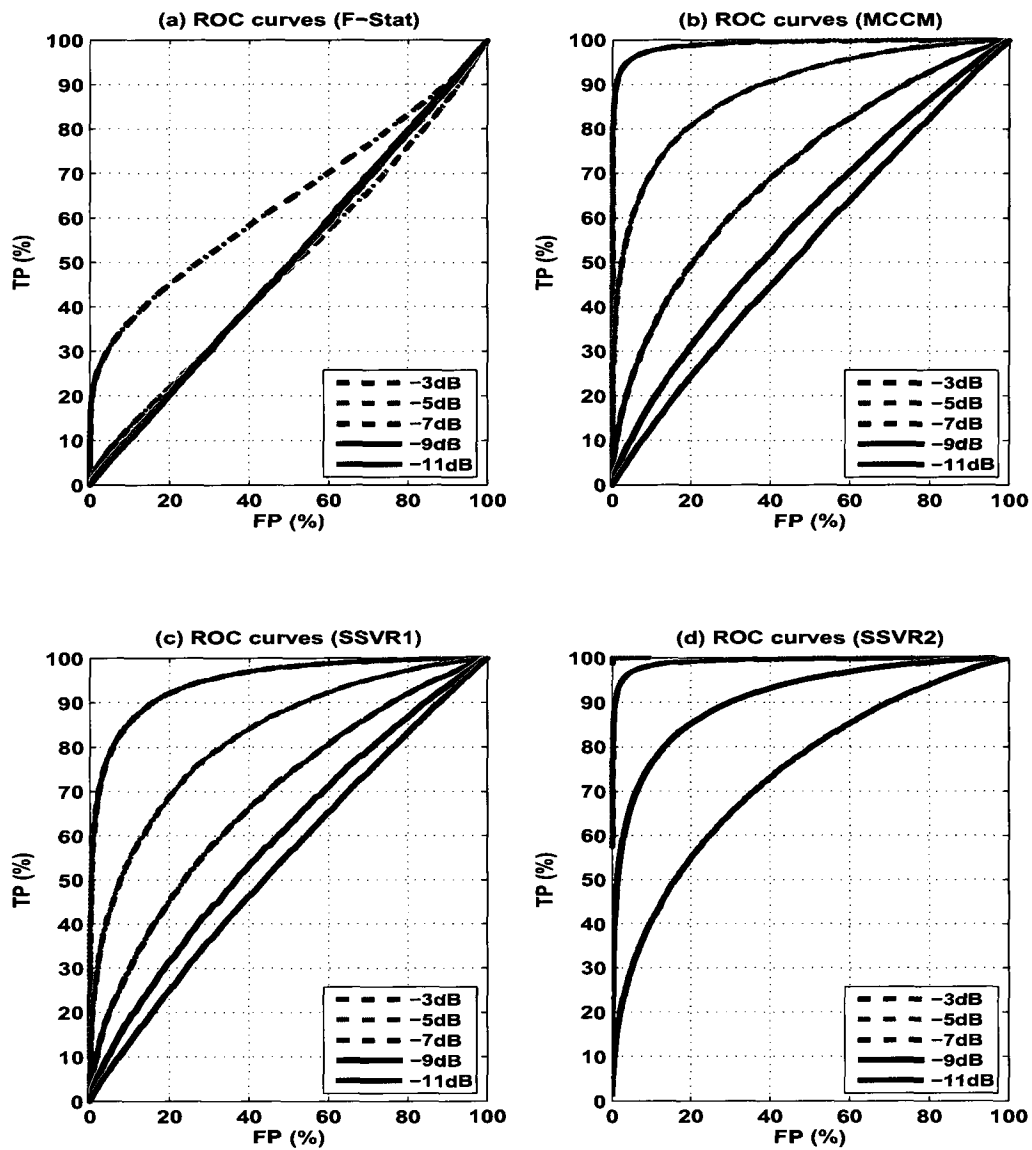 (a) ROC curves (F-Stat)
100
90
80
70
60
50
40
30
20
10
0
TP (%)
0 20 40 60 80 100
FP (%)
-3dB
-5dB
-7dB
-9dB
-11dB
(b) ROC curves (MCCM)
100
90
80
70
60
50
40
30
20
10
0
TP (%)
0 20 40 60 80 100
FP (%)
-3dB
-5dB
-7dB
-9dB
-11dB
(c) ROC curves (SSVR1)
100
90
80
70
60
50
40
30
20
10
0
TP (%)
0 20 40 60 80 100
FP (%)
-3dB
-5dB
-7dB
-9dB
-11dB
(d) ROC curves (SSVR2)
100
90
80
70
60
50
40
30
20
10
0
TP (%)
0 20 40 60 80 100
FP (%)
-3dB
-5dB
-7dB
-9dB
-11dB